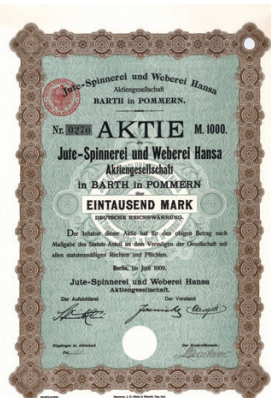 Jute-Spinnerei und Weberei Hansa
Aktiengesellschaft
BARTH in POMMERN.
Nr. 0270 AKTIE M. 1000.
der
Jute-Spinnerei und Weberei Hansa
Aktiengesellschaft
in BARTH in POMMERN
über
EINTAUSEND MARK
DEUTSCHE REICHSWÄHRUNG.
Der Inhaber dieser Aktie hat für den obigen Betrag nach
Maßgabe des Statuts Anteil an dem Vermögen der Gesellschaft mit
allen statutenmäßigen Rechten und Pflichten.
Berlin, im Juni 1909.
Jute-Spinnerei und Weberei Hansa
Aktiengesellschaft.
Der Aufsichtsrat Der Vorstand